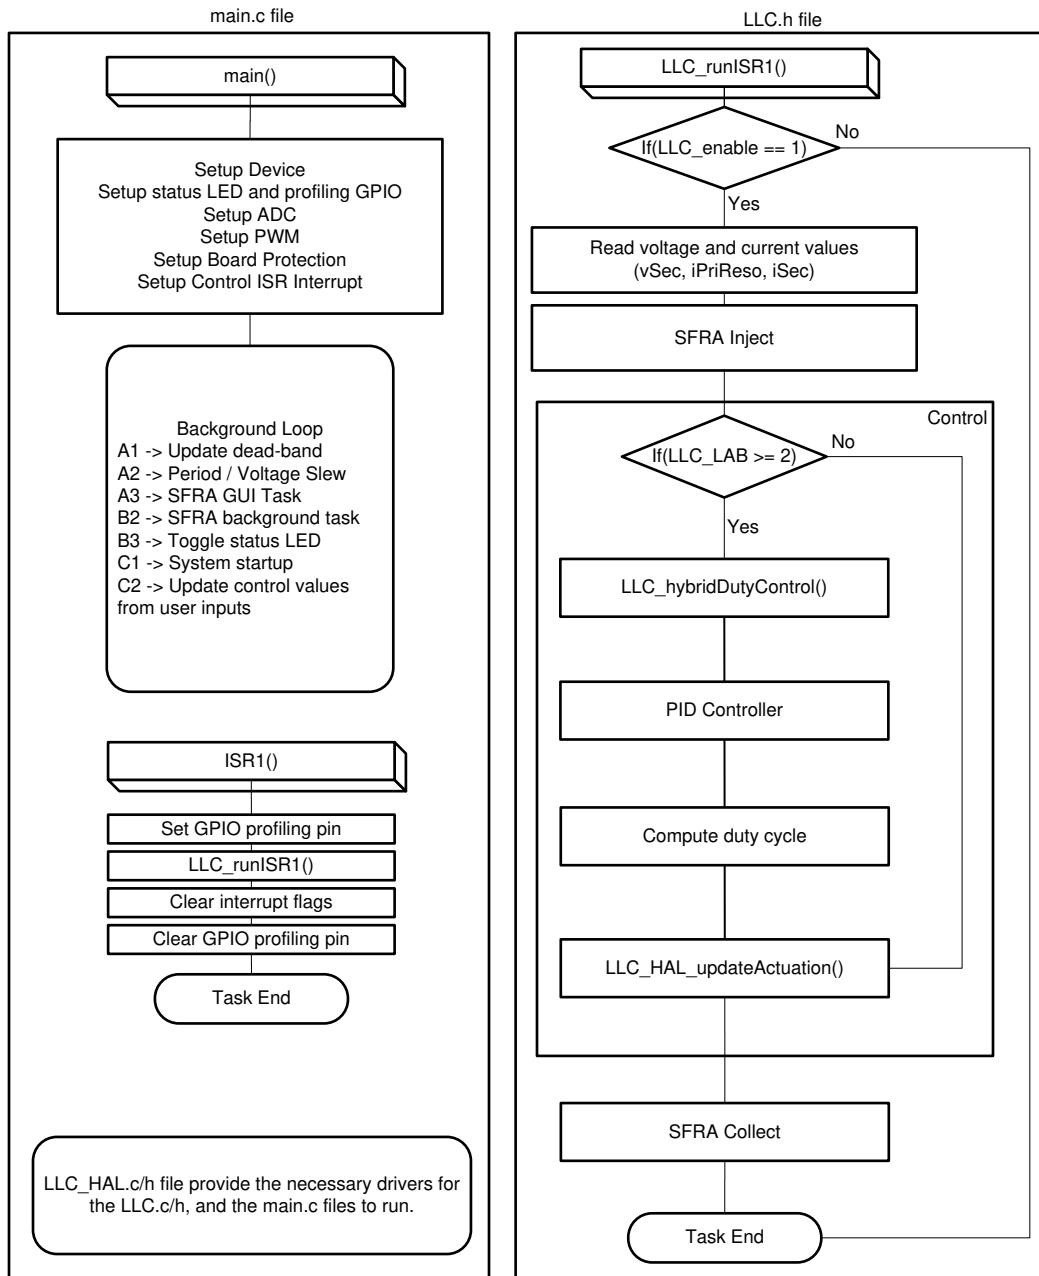 main.c file
main()
Setup Device
Setup status LED and profiling GPIO
Setup ADC
Setup PWM
Setup Board Protection
Setup Control ISR Interrupt
Background Loop
A1 -> Update dead-band
A2 -> Period / Voltage Slew
A3 -> SFRA GUI Task
B2 -> SFRA background task
B3 -> Toggle status LED
C1 -> System startup
C2 -> Update control values
from user inputs
ISR1()
Set GPIO profiling pin
LLC_runISR1()
Clear interrupt flags
Clear GPIO profiling pin
Task End
LLC_HAL.c/h file provide the necessary drivers for
the LLC.c/h, and the main.c files to run.
LLC.h file
LLC_runISR1()
If(LLC_enable == 1)
No
Yes
Read voltage and current values
(vSec, iPriReso, iSec)
SFRA Inject
Control
If(LLC_LAB >= 2)
No
Yes
LLC_hybridDutyControl()
PID Controller
Compute duty cycle
LLC_HAL_updateActuation()
SFRA Collect
Task End